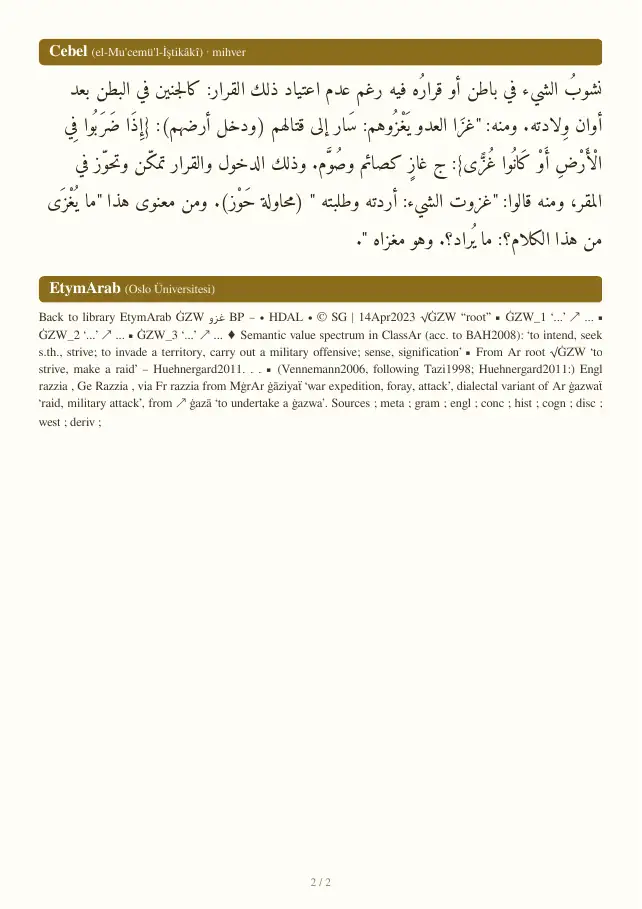 Cebel (el-Mu'cemü'l-İştikâkî) · mihver
نشوبُ الشيء في باطن أو قرارُه فيه رغم عدم اعتياد ذلك القرار: كالجنين في البطن بعد
أوان وِلادته. ومنه: "غزَا العدو يَغْزُوهم: سَار إلى قتالهم (ودخل أرضهم): {إِذَا ضَرَبُوا فِي
الْأَرْضِ أَوْ كَانُوا غُزًّى}: ج غازٍ كصائم وصُوَّم. وذلك الدخول والقرار تمكّن وتحوّز في
المقر، ومنه قالوا: "غزوت الشيء: أردته وطلبته " (محاولة حَوْز). ومن معنوى هذا "ما يُغْزَى
من هذا الكلام؟: ما يُراد؟. وهو مغزاه ".
EtymArab (Oslo Üniversitesi)
Back to library EtymArab ĠZW غزو BP – • HDAL • © SG | 14Apr2023 √ĠZW “root” ▪ ĠZW_1 ‘...’ ↗ ... ▪
ĠZW_2 ‘...’ ↗ ... ▪ ĠZW_3 ‘...’ ↗ ... ♦ Semantic value spectrum in ClassAr (acc. to BAH2008): ‘to intend, seek
s.th., strive; to invade a territory, carry out a military offensive; sense, signification’ ▪ From Ar root √ĠZW ‘to
strive, make a raid’ – Huehnergard2011. . . ▪ (Vennemann2006, following Tazi1998; Huehnergard2011:) Engl
razzia , Ge Razzia , via Fr razzia from MġrAr ġāziyaẗ ‘war expedition, foray, attack’, dialectal variant of Ar ġazwaẗ
‘raid, military attack’, from ↗ ġazā ‘to undertake a ġazwa’. Sources ; meta ; gram ; engl ; conc ; hist ; cogn ; disc ;
west ; deriv ;
2 / 2